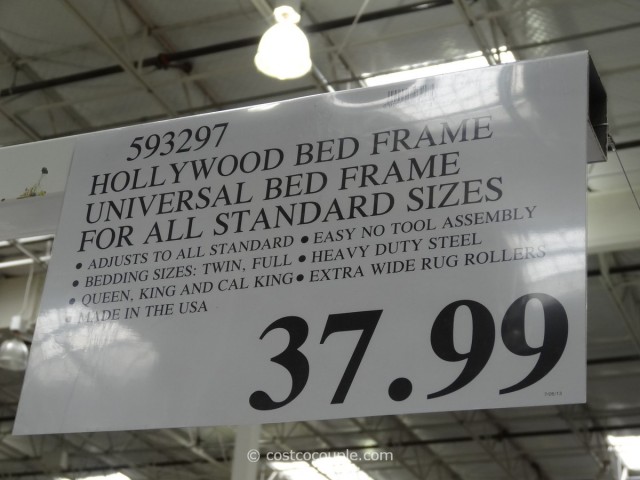 593297
HOLLYWOOD BED FRAME
UNIVERSAL BED FRAME
FOR ALL STANDARD SIZES
• ADJUSTS TO ALL STANDARD • EASY NO TOOL ASSEMBLY
• BEDDING SIZES: TWIN, FULL • HEAVY DUTY STEEL
• QUEEN, KING AND CAL KING • EXTRA WIDE RUG ROLLERS
• MADE IN THE USA
37.99
© costcocouple.com